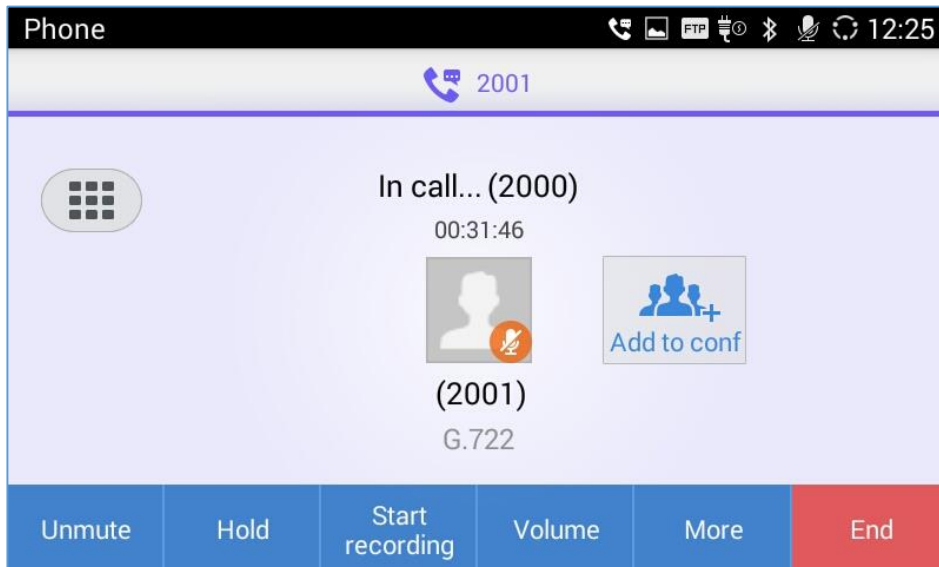 Phone
FTP
12:25
2001
In call... (2000)
00:31:46
Add to conf
(2001)
G.722
Unmute
Hold
Start
recording
Volume
More
End